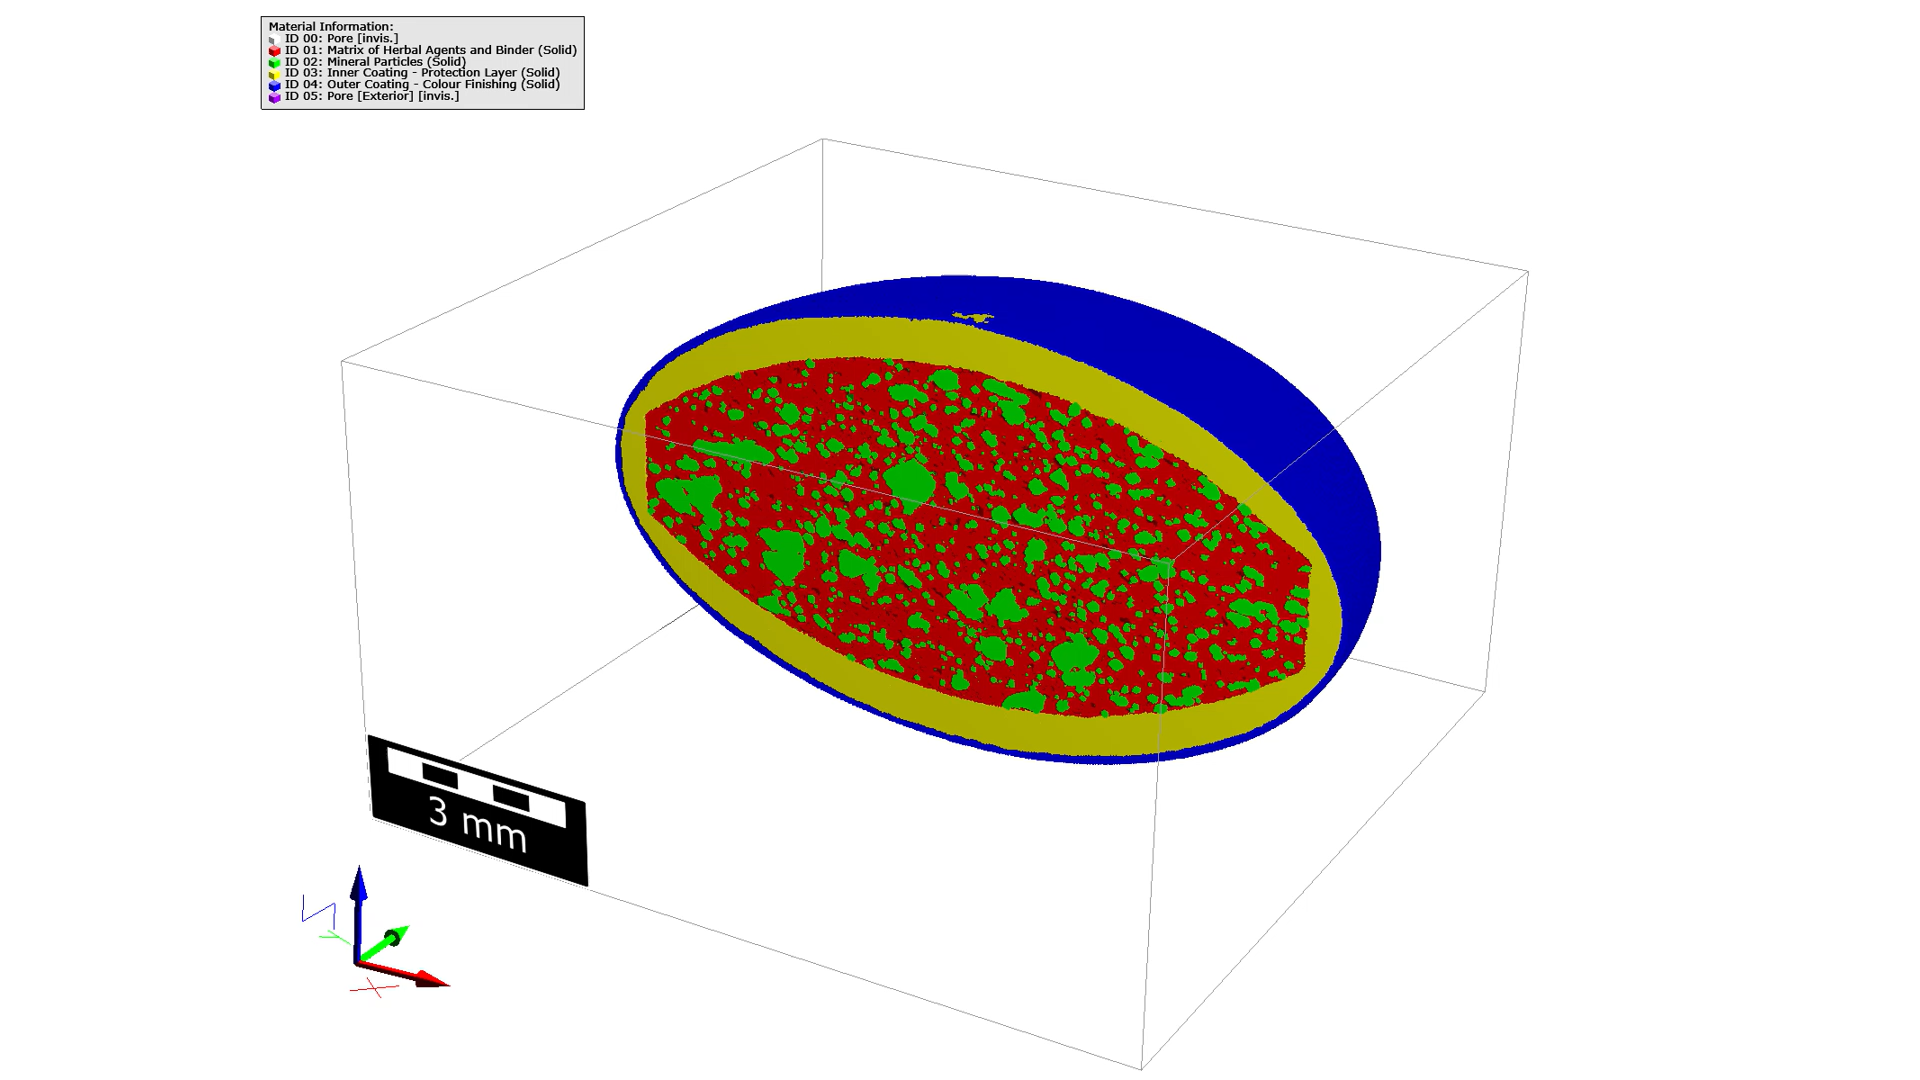 Material Information:
ID 00: Pore [invis.]
ID 01: Matrix of Herbal Agents and Binder (Solid)
ID 02: Mineral Particles (Solid)
ID 03: Inner Coating - Protection Layer (Solid)
ID 04: Outer Coating - Colour Finishing (Solid)
ID 05: Pore [Exterior] [invis.]
3 mm
Z
Y
X